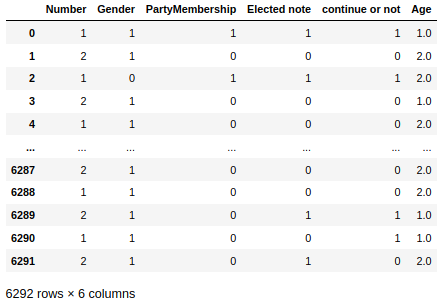 Number Gender PartyMembership Elected note continue or not Age
0 1 1 1 1 1 1.0
1 2 1 0 0 0 2.0
2 1 0 1 1 1 2.0
3 2 1 0 0 0 1.0
4 1 1 0 0 0 2.0
... ... ... ... ... ... ...
6287 2 1 0 0 0 2.0
6288 1 1 0 0 0 2.0
6289 2 1 0 1 1 1.0
6290 1 1 0 0 1 1.0
6291 2 1 0 1 0 2.0
6292 rows × 6 columns